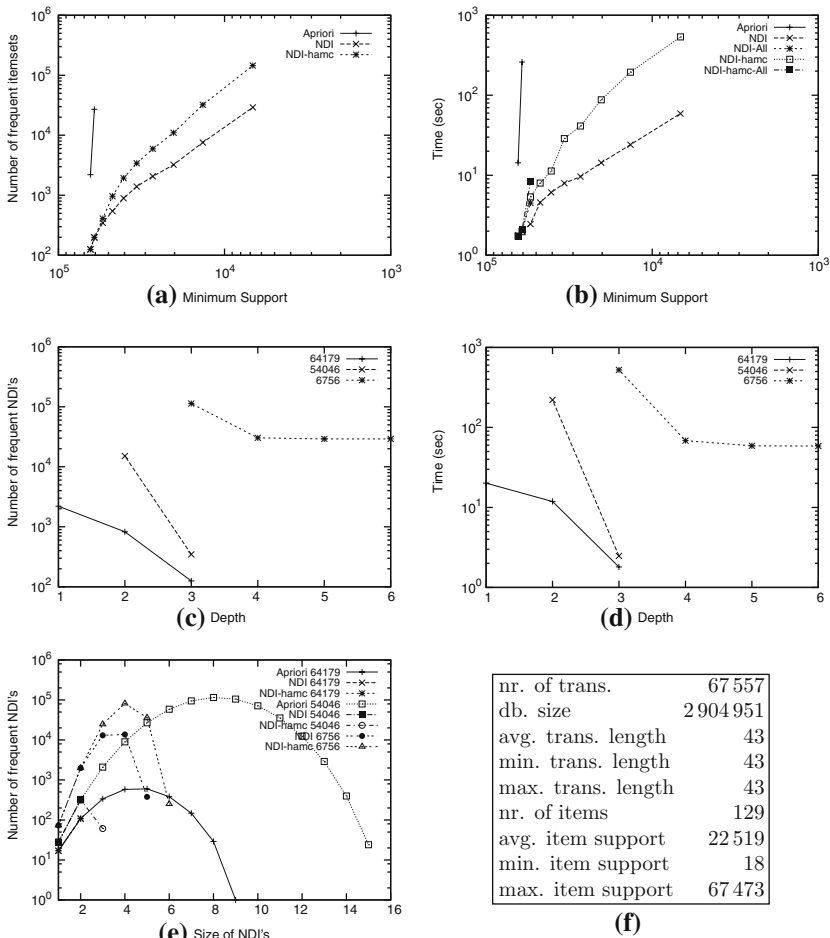 10^6
10^5
10^4
10^3
10^2
10^5
10^4
10^3
Number of frequent itemsets
Apriori
NDI
NDI-hamc
(a) Minimum Support
10^3
10^2
10^1
10^0
10^5
10^4
10^3
Time (sec)
Apriori
NDI
NDI-All
NDI-hamc
NDI-hamc-All
(b) Minimum Support
10^6
10^5
10^4
10^3
10^2
1 2 3 4 5 6
Number of frequent NDI's
64179
54046
6756
(c) Depth
10^3
10^2
10^1
10^0
1 2 3 4 5 6
Time (sec)
64179
54046
6756
(d) Depth
10^6
10^5
10^4
10^3
10^2
10^1
10^0
2 4 6 8 10 12 14 16
Number of frequent NDI's
Apriori 64179
NDI 64179
NDI-hamc 64179
Apriori 54046
NDI 54046
NDI-hamc 54046
NDI 6756
NDI-hamc 6756
(e) Size of NDI's
nr. of trans. 67 557
db. size 2 904 951
avg. trans. length 43
min. trans. length 43
max. trans. length 43
nr. of items 129
avg. item support 22 519
min. item support 18
max. item support 67 473
(f)